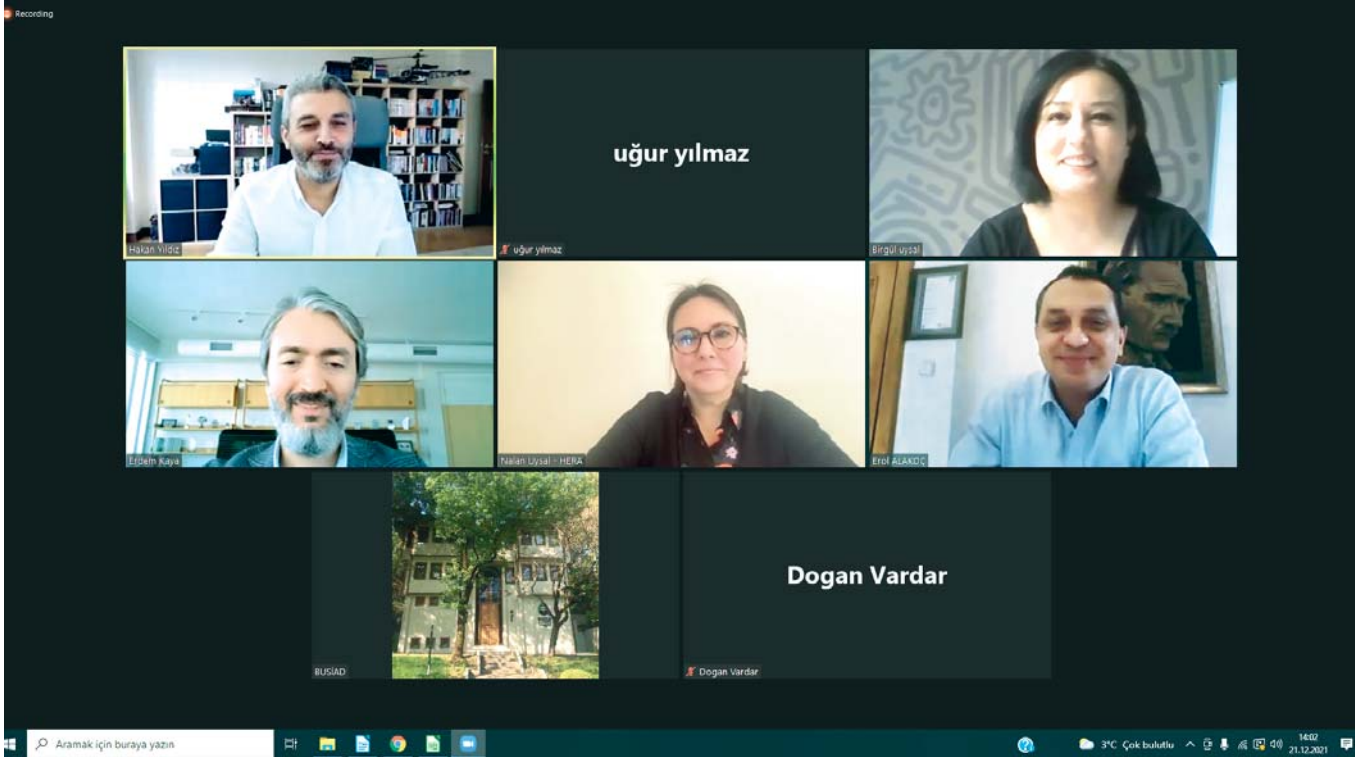 Recording
Hakan Yıldız
uğur yılmaz
uğur yılmaz
Birgül uysal
Erdem Kaya
Nalan Uysal - HERA
Erol ALAKOÇ
BUSİAD
Dogan Vardar
Dogan Vardar
Aramak için buraya yazın
3°C Çok bulutlu
14:02
21.12.2021